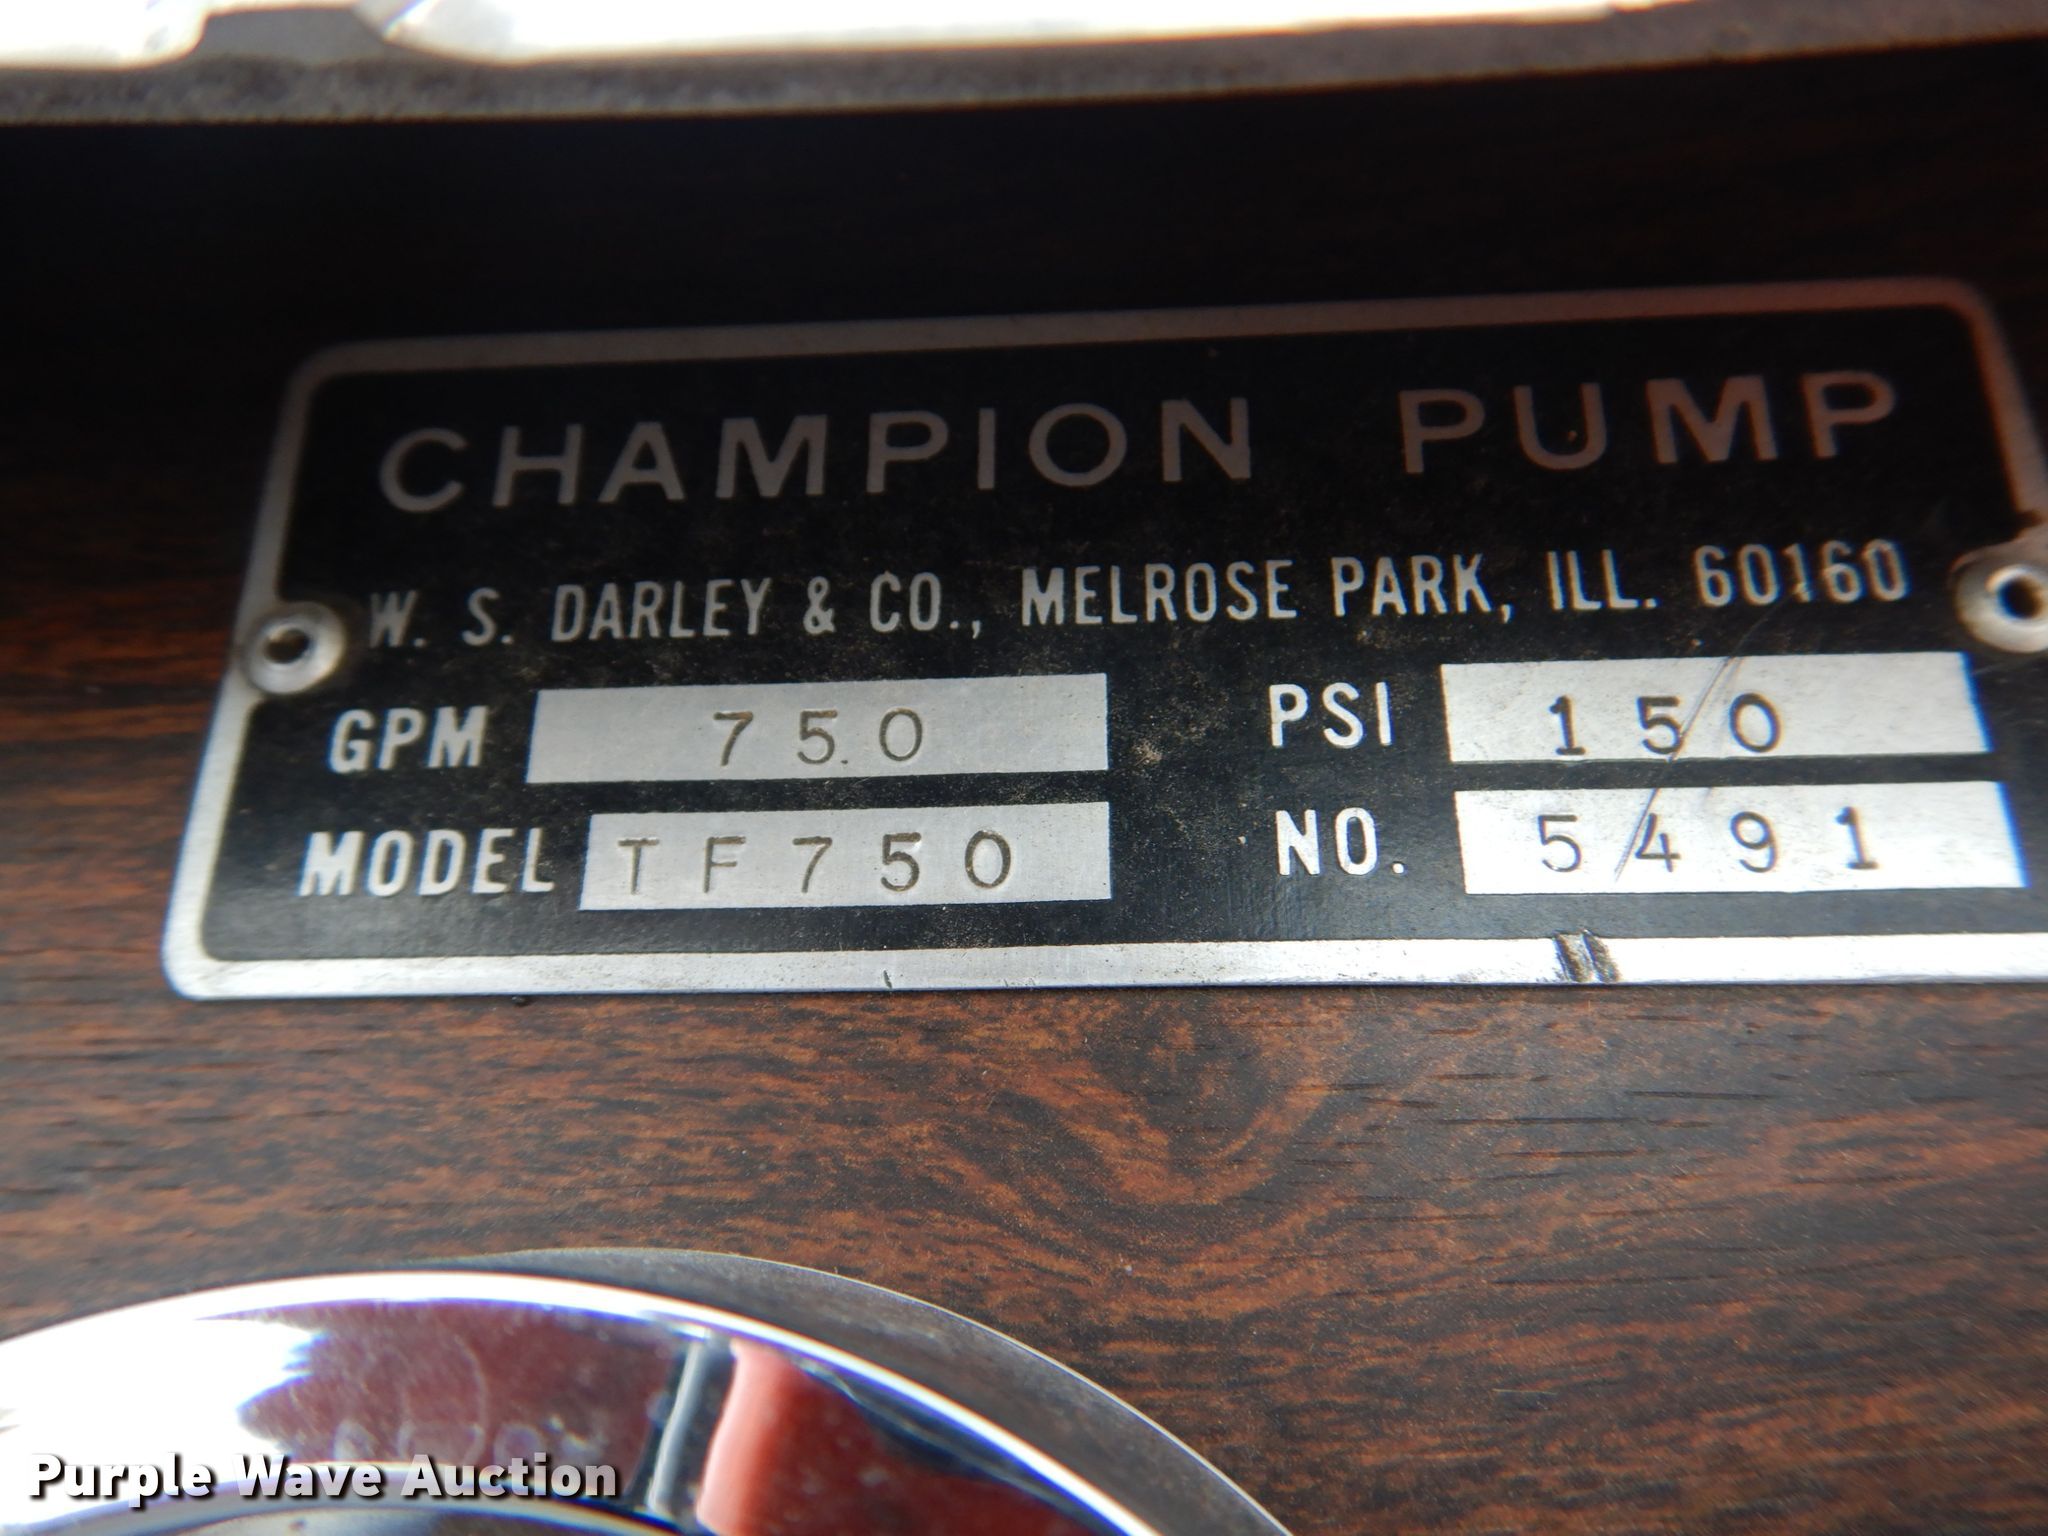 CHAMPION PUMP
W. S. DARLEY & CO., MELROSE PARK, ILL. 60160
GPM 750 PSI 150
MODEL TF750 NO. 5491
Purple Wave Auction